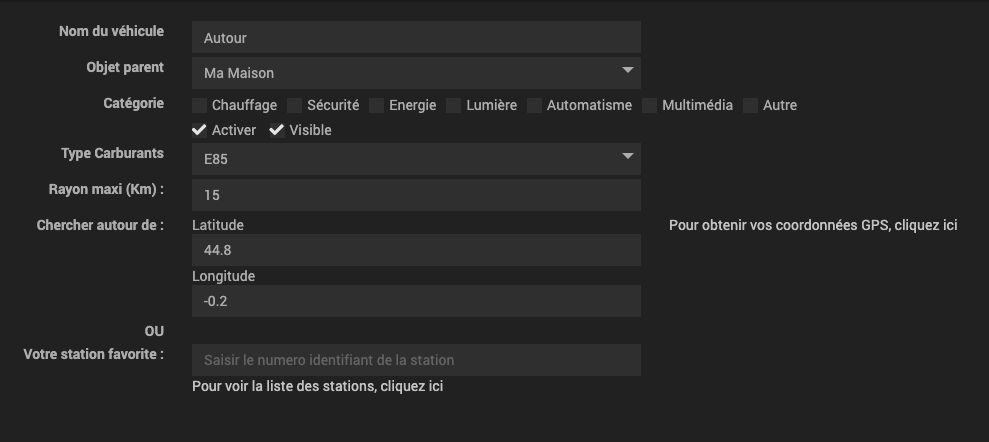 Nom du véhicule
Autour
Objet parent
Ma Maison
Catégorie
Chauffage Sécurité Energie Lumière Automatisme Multimédia Autre
Activer Visible
Type Carburants
E85
Rayon maxi (Km) :
15
Chercher autour de :
Latitude
Pour obtenir vos coordonnées GPS, cliquez ici
44.8
Longitude
-0.2
OU
Votre station favorite :
Saisir le numero identifiant de la station
Pour voir la liste des stations, cliquez ici